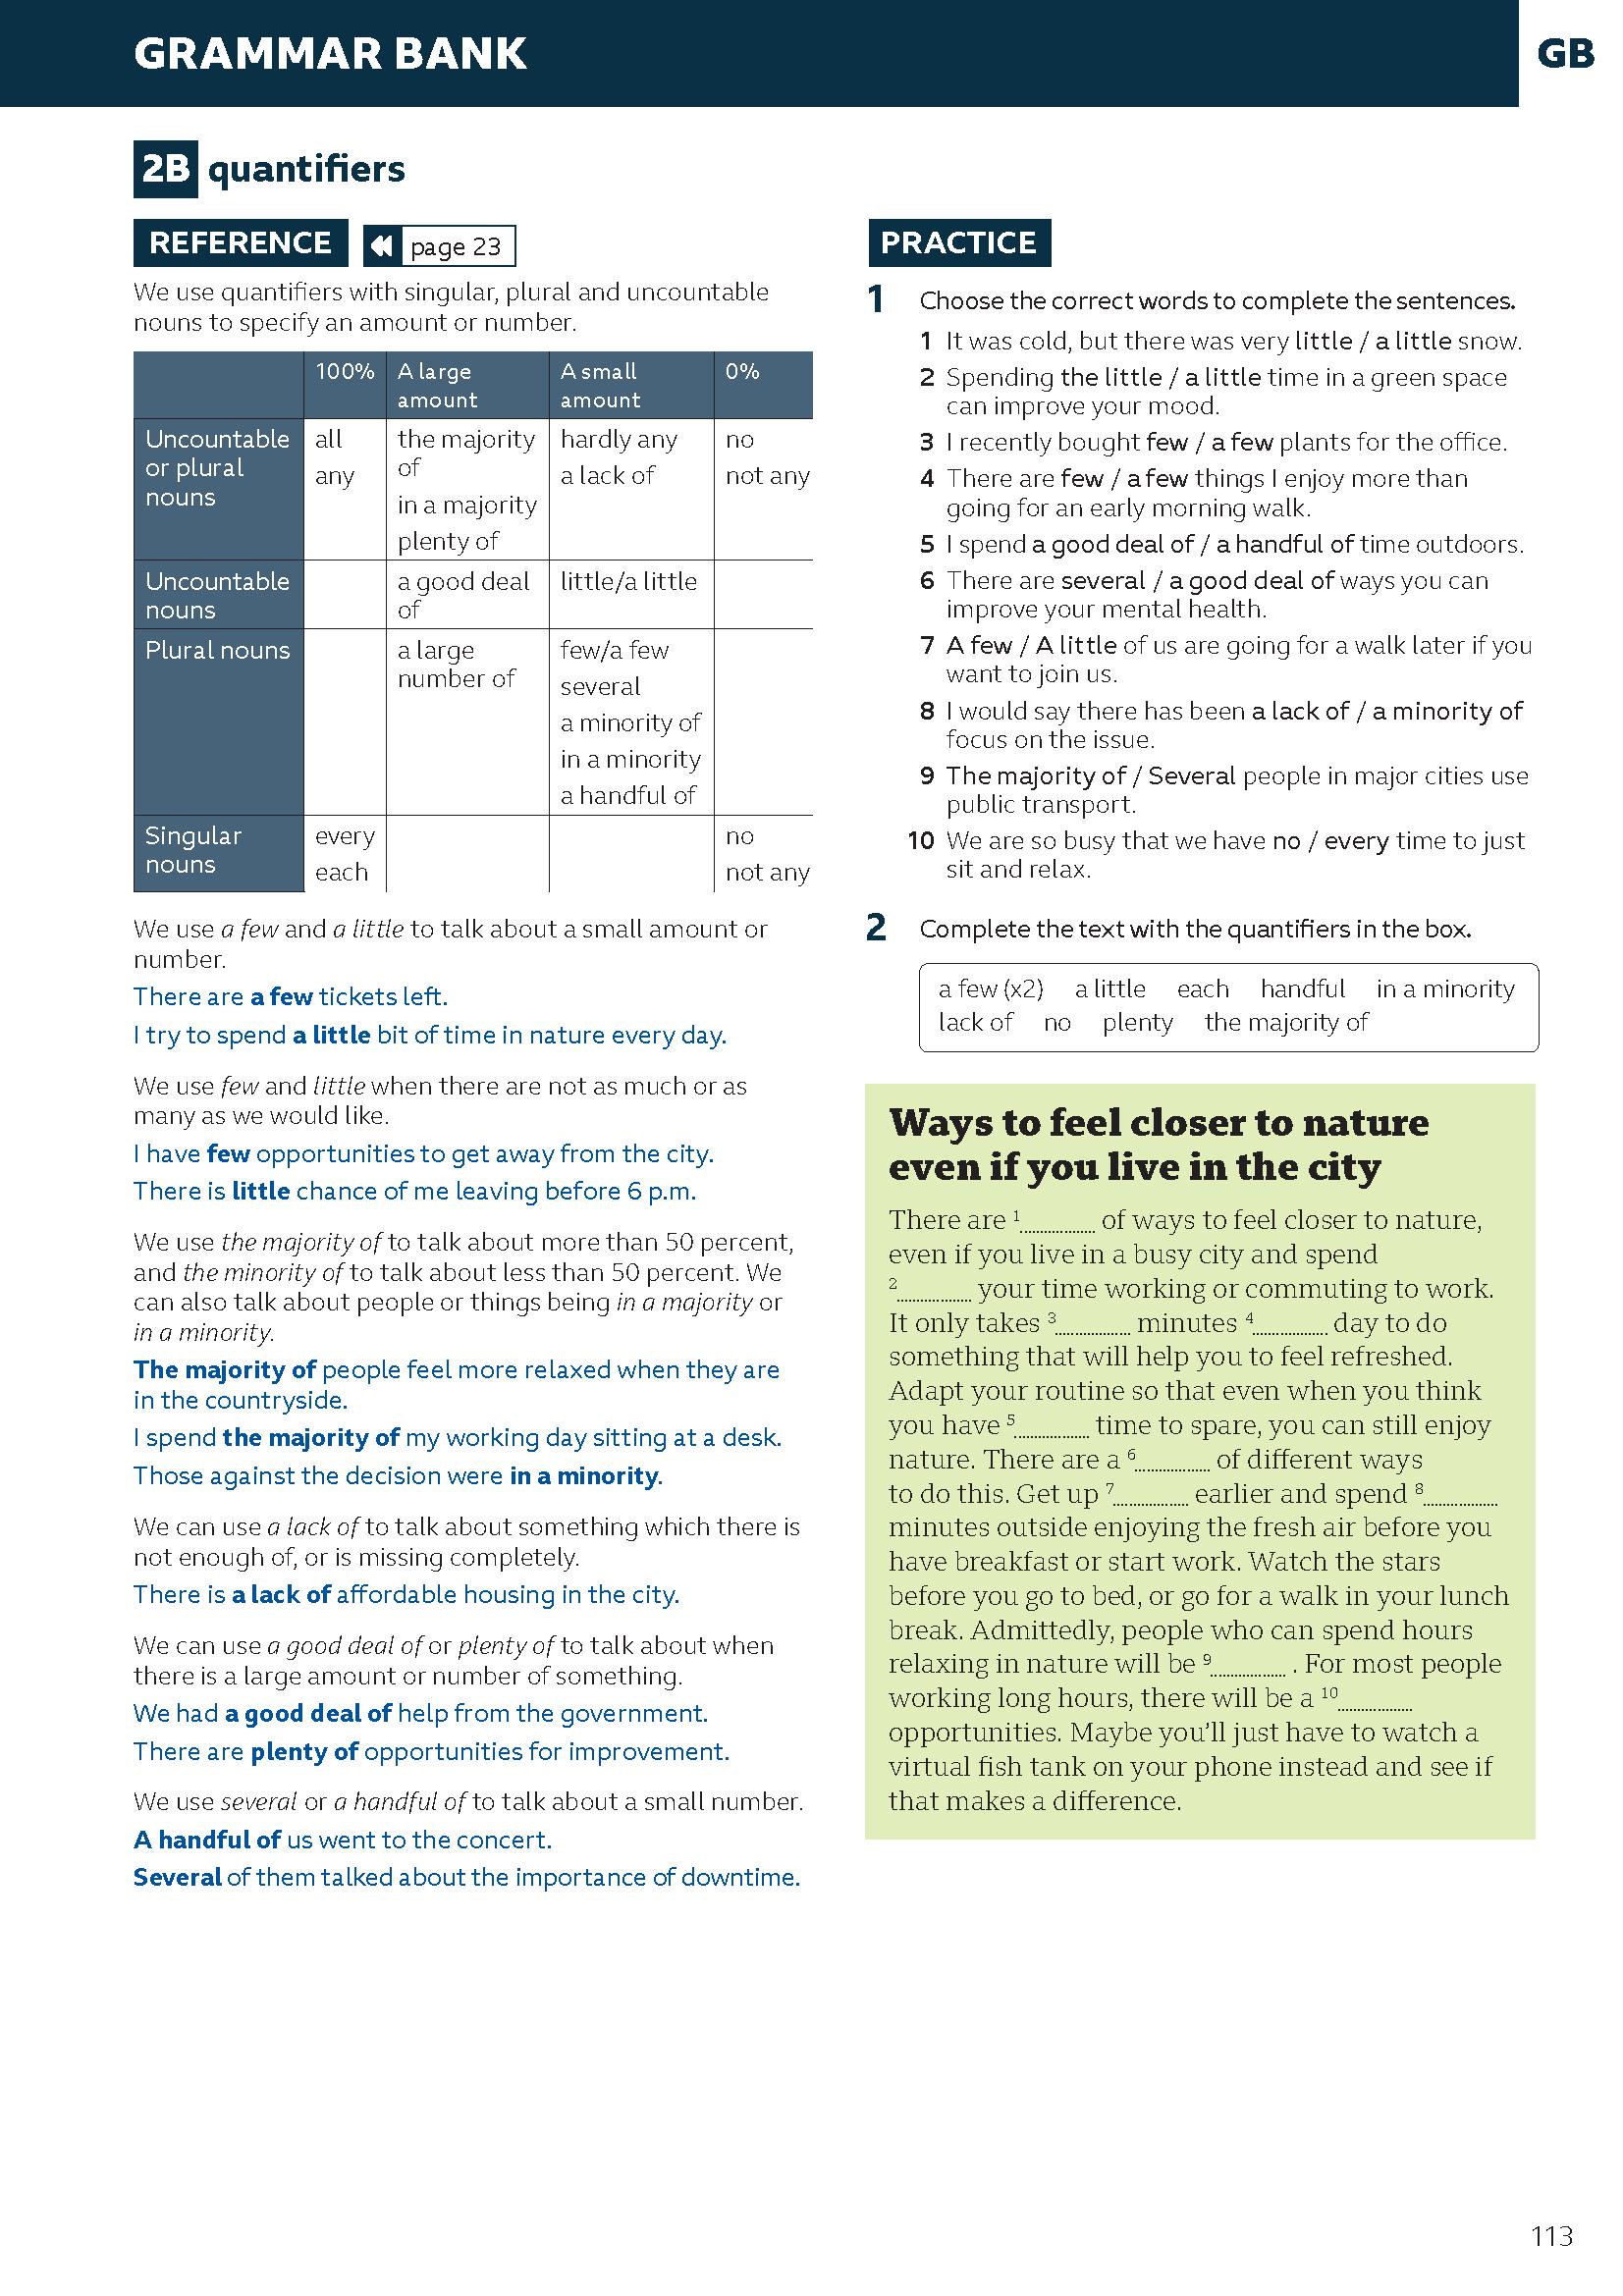 GRAMMAR BANK
GB
2B quantifiers
REFERENCE
page 23
We use quantifiers with singular, plural and uncountable
nouns to specify an amount or number.
100% A large amount A small amount 0%
Uncountable or plural nouns
all
any
the majority of
in a majority
plenty of
hardly any
a lack of
no
not any
Uncountable nouns
a good deal of
little/a little
Plural nouns
a large number of
few/a few
several
a minority of
in a minority
a handful of
Singular nouns
every
each
no
not any
We use a few and a little to talk about a small amount or
number.
There are a few tickets left.
I try to spend a little bit of time in nature every day.
We use few and little when there are not as much or as
many as we would like.
I have few opportunities to get away from the city.
There is little chance of me leaving before 6 p.m.
We use the majority of to talk about more than 50 percent,
and the minority of to talk about less than 50 percent. We
can also talk about people or things being in a majority or
in a minority.
The majority of people feel more relaxed when they are
in the countryside.
I spend the majority of my working day sitting at a desk.
Those against the decision were in a minority.
We can use a lack of to talk about something which there is
not enough of, or is missing completely.
There is a lack of affordable housing in the city.
We can use a good deal of or plenty of to talk about when
there is a large amount or number of something.
We had a good deal of help from the government.
There are plenty of opportunities for improvement.
We use several or a handful of to talk about a small number.
A handful of us went to the concert.
Several of them talked about the importance of downtime.
PRACTICE
1 Choose the correct words to complete the sentences.
1 It was cold, but there was very little / a little snow.
2 Spending the little / a little time in a green space
can improve your mood.
3 I recently bought few / a few plants for the office.
4 There are few / a few things I enjoy more than
going for an early morning walk.
5 I spend a good deal of / a handful of time outdoors.
6 There are several / a good deal of ways you can
improve your mental health.
7 A few / A little of us are going for a walk later if you
want to join us.
8 I would say there has been a lack of / a minority of
focus on the issue.
9 The majority of / Several people in major cities use
public transport.
10 We are so busy that we have no / every time to just
sit and relax.
2 Complete the text with the quantifiers in the box.
a few (x2) a little each handful in a minority
lack of no plenty the majority of
Ways to feel closer to nature
even if you live in the city
There are 1 of ways to feel closer to nature,
even if you live in a busy city and spend
2 your time working or commuting to work.
It only takes 3 minutes 4 day to do
something that will help you to feel refreshed.
Adapt your routine so that even when you think
you have 5 time to spare, you can still enjoy
nature. There are a 6 of different ways
to do this. Get up 7 earlier and spend 8
minutes outside enjoying the fresh air before you
have breakfast or start work. Watch the stars
before you go to bed, or go for a walk in your lunch
break. Admittedly, people who can spend hours
relaxing in nature will be 9 . For most people
working long hours, there will be a 10
opportunities. Maybe you'll just have to watch a
virtual fish tank on your phone instead and see if
that makes a difference.
113